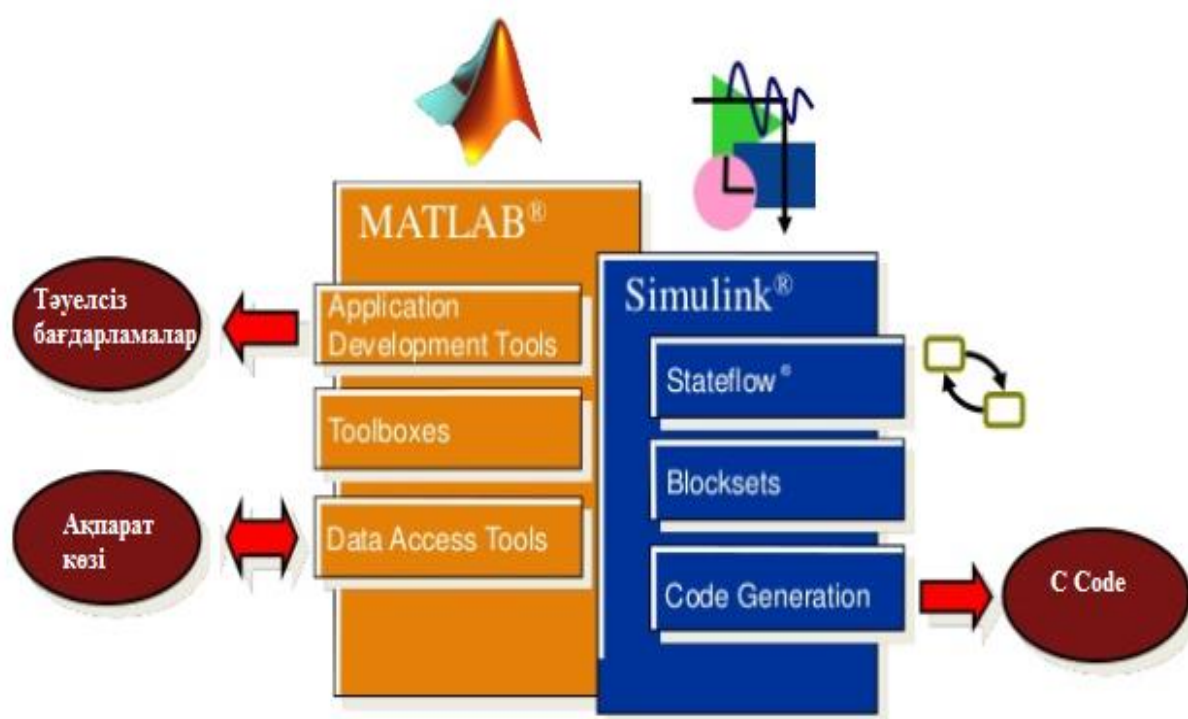 MATLAB®
Simulink®
Тәуелсіз
бағдарламалар
Application
Development Tools
Stateflow®
Toolboxes
Blocksets
Ақпарат
көзі
Data Access Tools
Code Generation
C Code